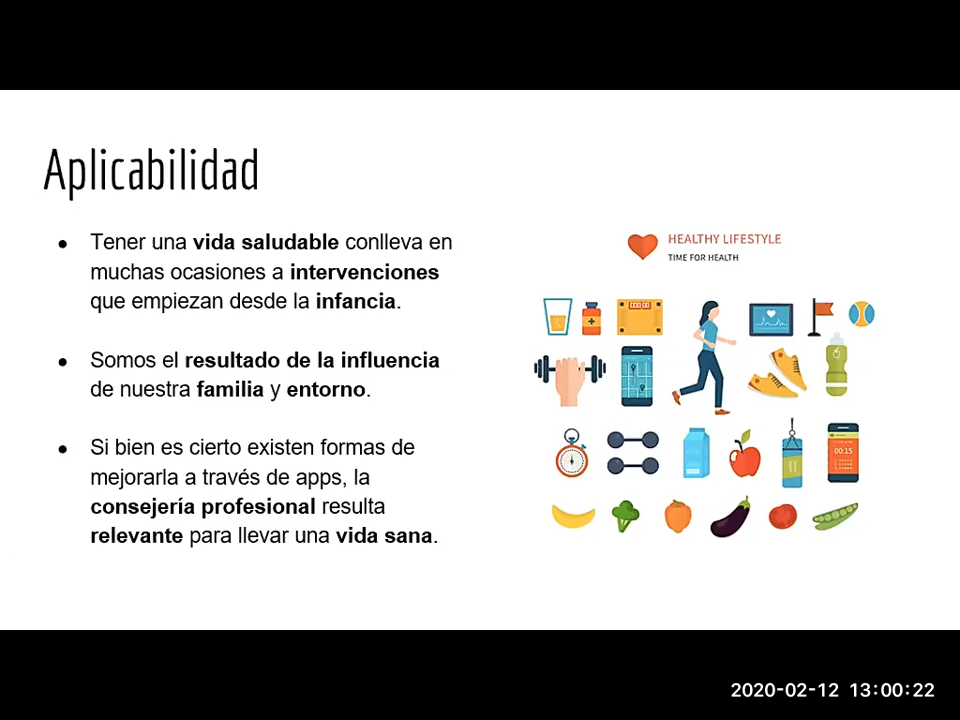 Aplicabilidad
● Tener una vida saludable conlleva en
muchas ocasiones a intervenciones
que empiezan desde la infancia.
● Somos el resultado de la influencia
de nuestra familia y entorno.
● Si bien es cierto existen formas de
mejorarla a través de apps, la
consejería profesional resulta
relevante para llevar una vida sana.
HEALTHY LIFESTYLE
TIME FOR HEALTH
00:15
2020-02-12 13:00:22